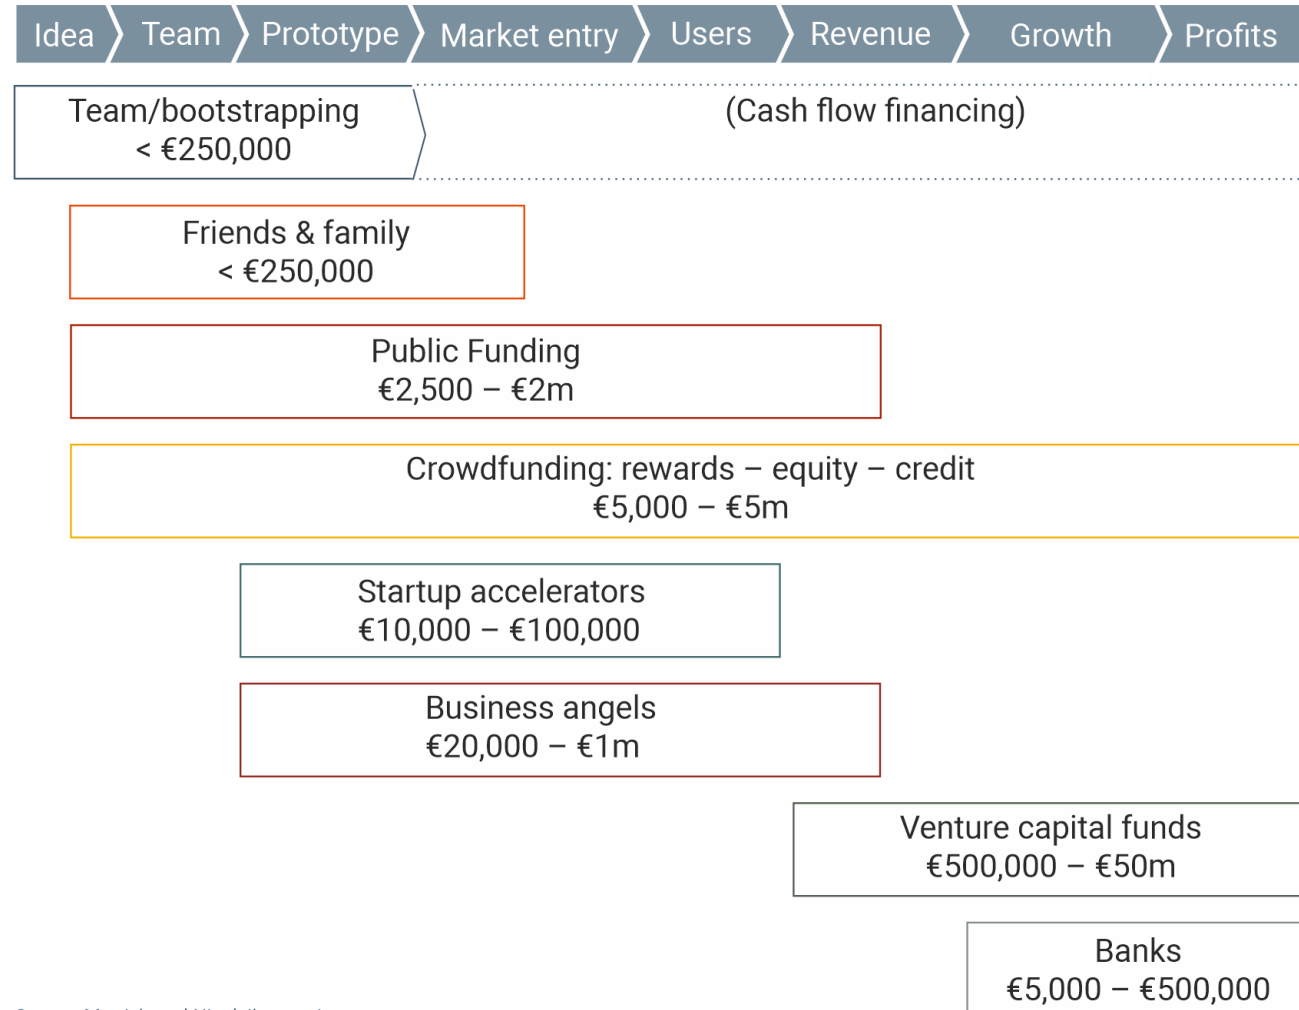 Idea Team Prototype Market entry Users Revenue Growth Profits
Team/bootstrapping
< €250,000
(Cash flow financing)
Friends & family
< €250,000
Public Funding
€2,500 – €2m
Crowdfunding: rewards – equity – credit
€5,000 – €5m
Startup accelerators
€10,000 – €100,000
Business angels
€20,000 – €1m
Venture capital funds
€500,000 – €50m
Banks
€5,000 – €500,000